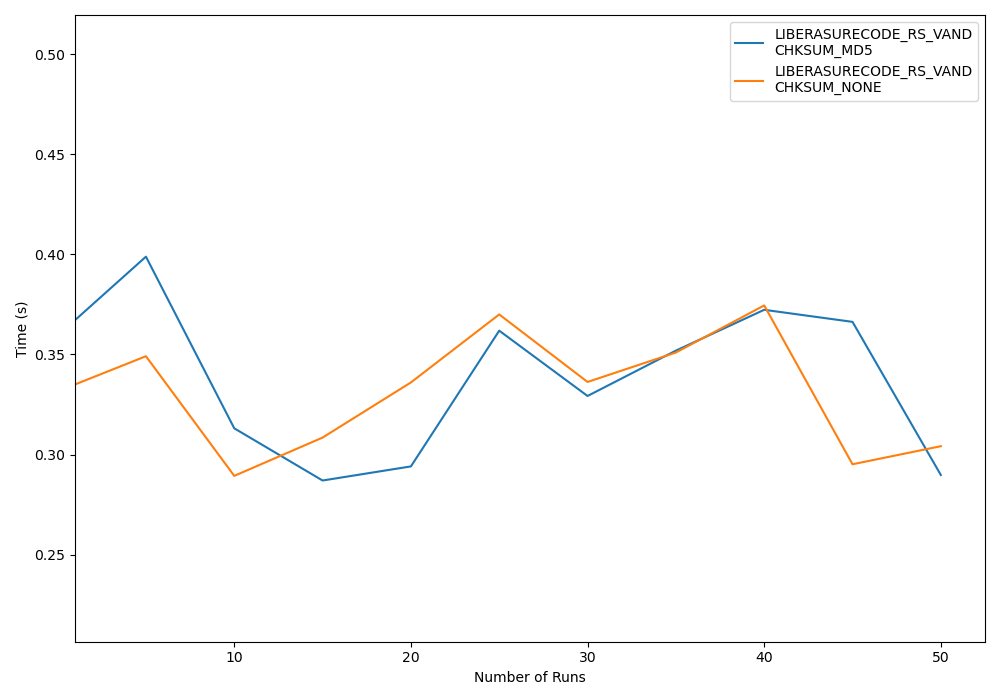 LIBERASURECODE_RS_VAND
CHKSUM_MD5
LIBERASURECODE_RS_VAND
CHKSUM_NONE
0.50
0.45
0.40
0.35
0.30
0.25
Time (s)
10 20 30 40 50
Number of Runs